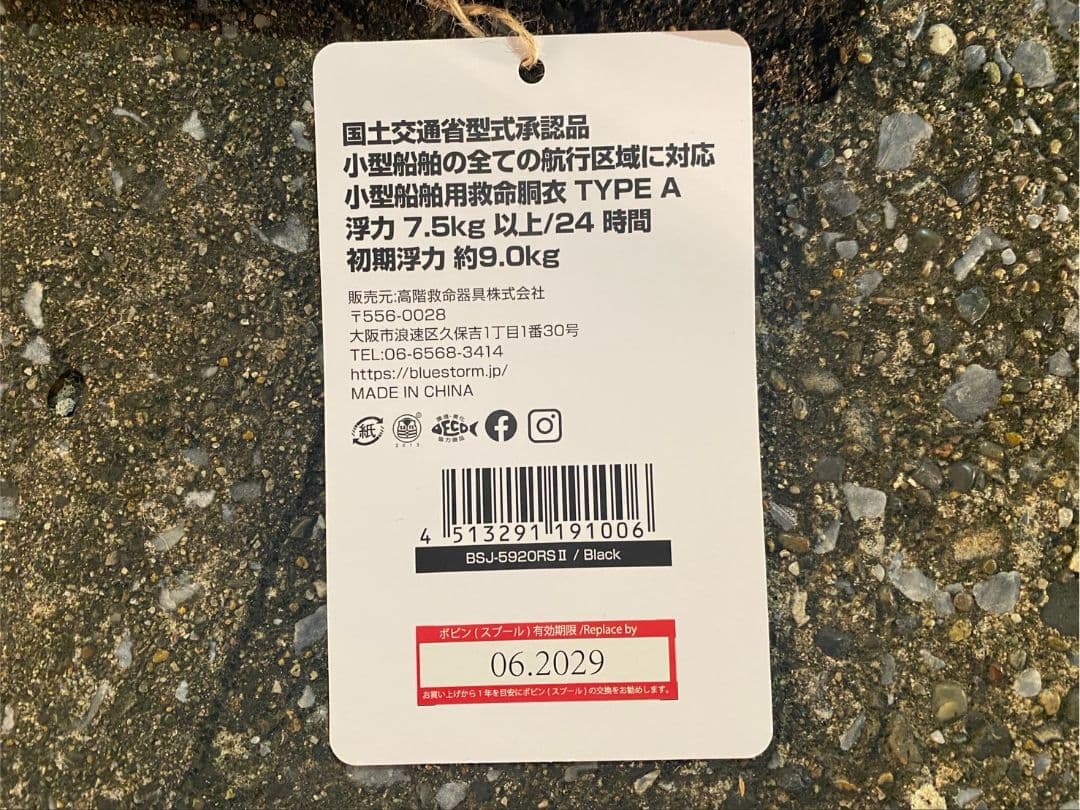 国土交通省型式承認品
小型船舶の全ての航行区域に対応
小型船舶用救命胴衣 TYPE A
浮力 7.5kg 以上/24 時間
初期浮力 約9.0kg
販売元:高階救命器具株式会社
〒556-0028
大阪市浪速区久保吉1丁目1番30号
TEL:06-6568-3414
https://bluestorm.jp/
MADE IN CHINA
紙
ECO
協力商品
4 513291 191006
BSJ-5920RSⅡ / Black
ボビン(スプール)有効期限/Replace by
06.2029
お買い上げから1年を目安にボビン(スプール)の交換をお勧めします。